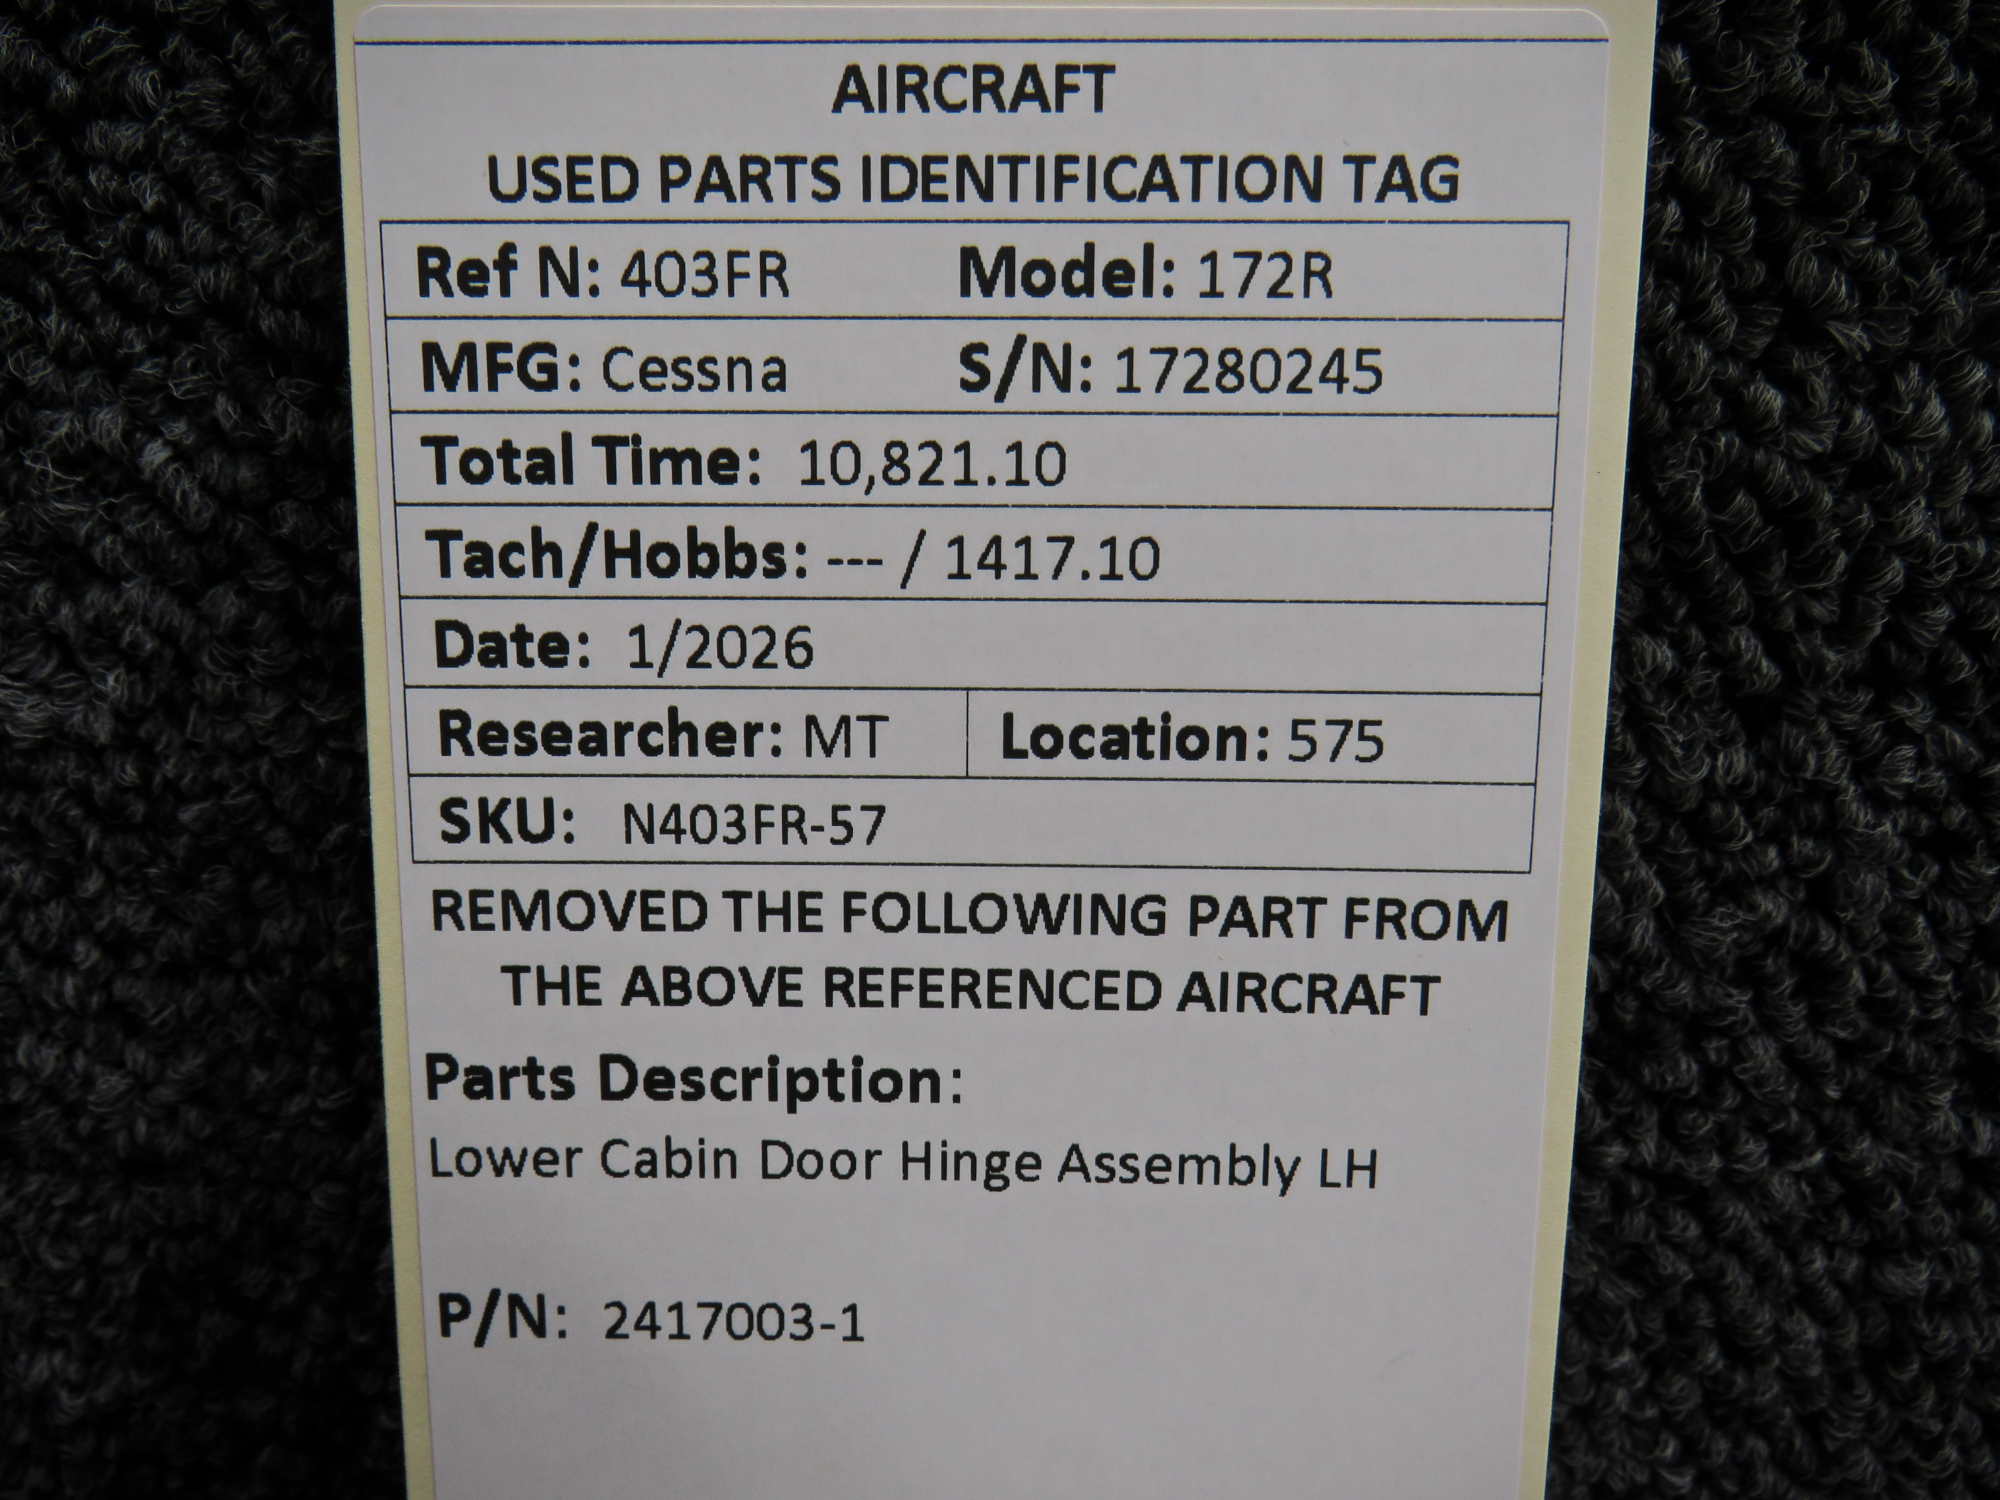 AIRCRAFT
USED PARTS IDENTIFICATION TAG
Ref N: 403FR Model: 172R
MFG: Cessna S/N: 17280245
Total Time: 10,821.10
Tach/Hobbs: --- / 1417.10
Date: 1/2026
Researcher: MT Location: 575
SKU: N403FR-57
REMOVED THE FOLLOWING PART FROM
THE ABOVE REFERENCED AIRCRAFT
Parts Description:
Lower Cabin Door Hinge Assembly LH
P/N: 2417003-1